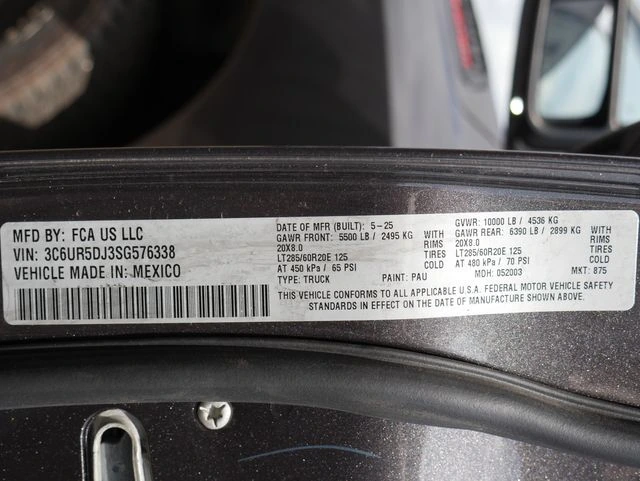 MFD BY: FCA US LLC
VIN: 3C6UR5DJ3SG576338
VEHICLE MADE IN: MEXICO
DATE OF MFR (BUILT): 5-25
GAWR FRONT: 5500 LB / 2495 KG WITH
20X8.0 TIRES
LT285/60R20E 125 COLD
AT 450 kPa / 65 PSI
TYPE: TRUCK PAINT: PAU
GVWR: 10000 LB / 4536 KG
GAWR REAR: 6390 LB / 2899 KG WITH
20X8.0 TIRES
LT285/60R20E 125 COLD
AT 480 kPa / 70 PSI
MDH: 052003 MKT: 875
THIS VEHICLE CONFORMS TO ALL APPLICABLE U.S.A. FEDERAL MOTOR VEHICLE SAFETY
STANDARDS IN EFFECT ON THE DATE OF MANUFACTURE SHOWN ABOVE.